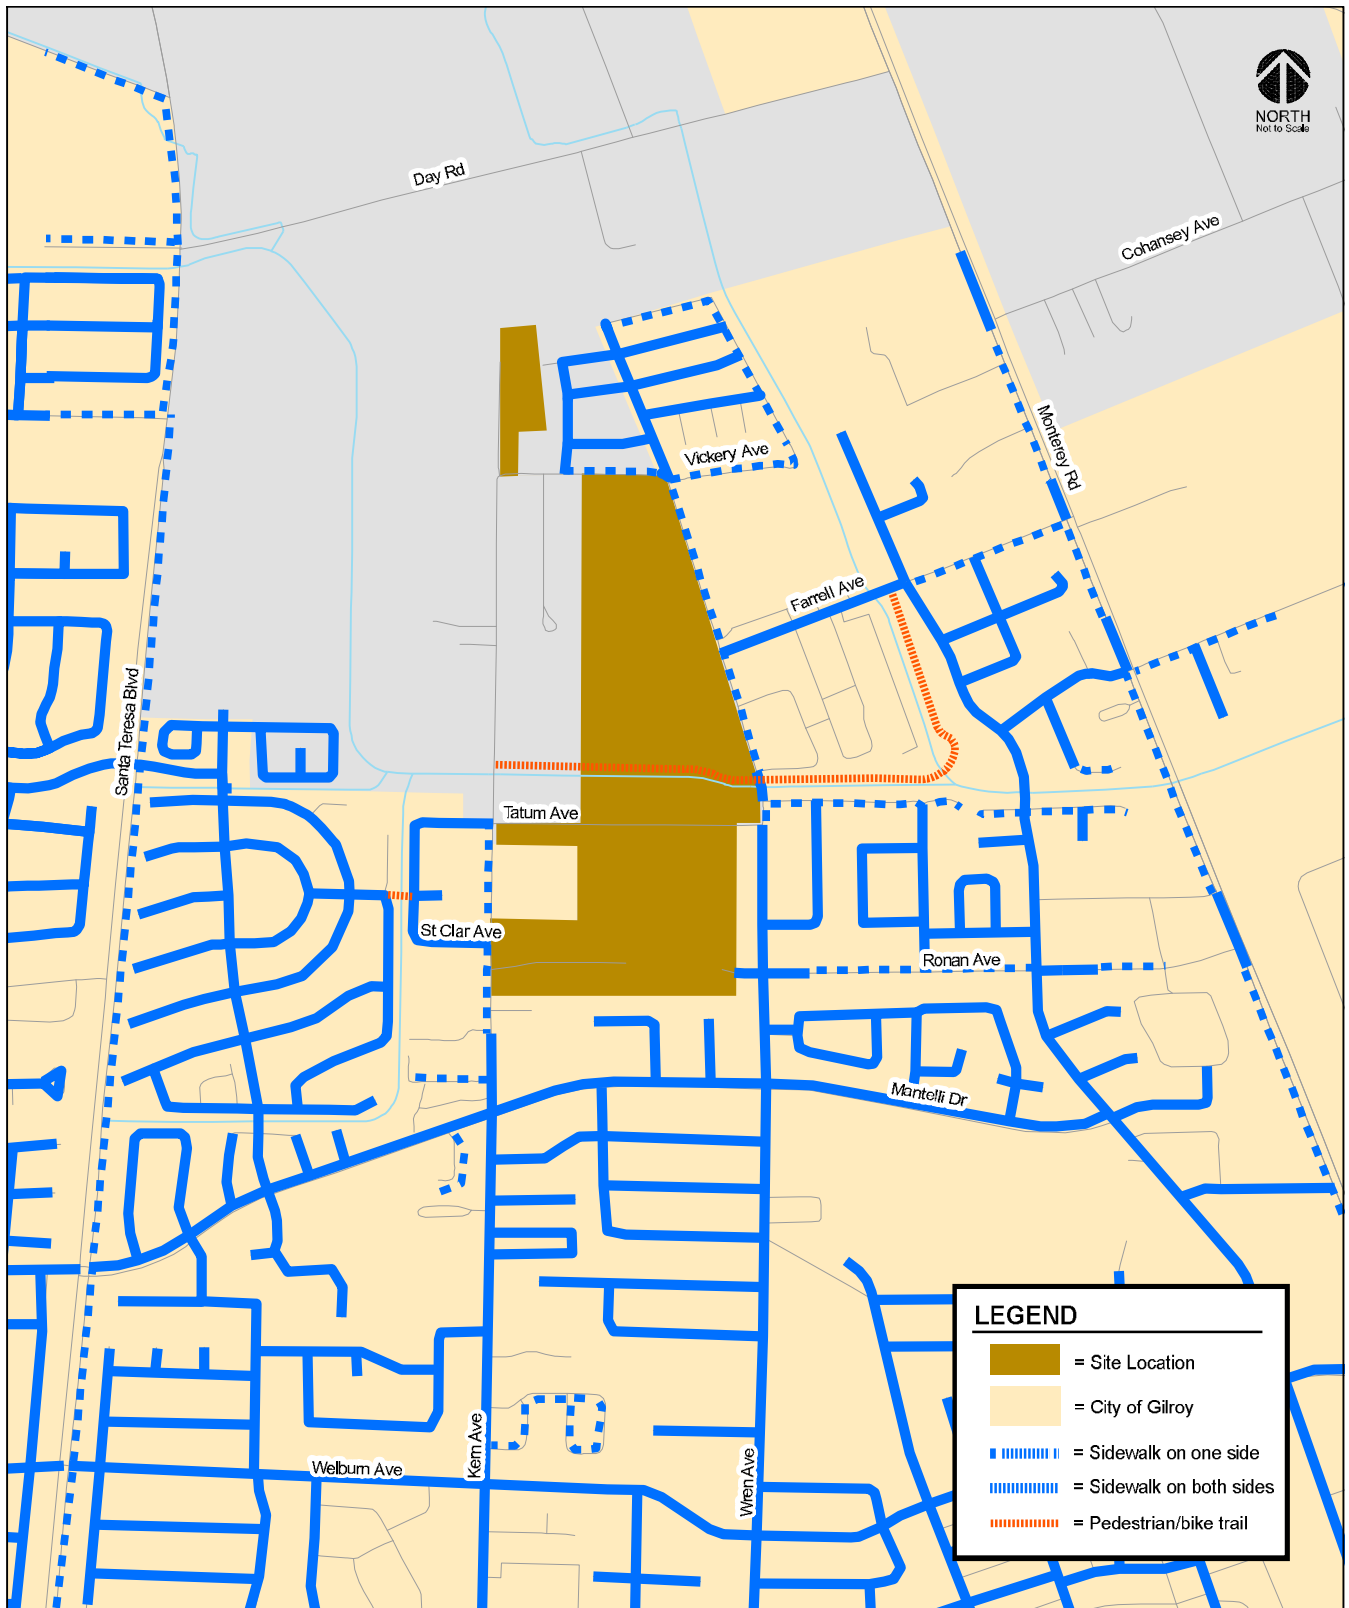 NORTH
Not to Scale
Day Rd
Cohansey Ave
Monterey Rd
Vickery Ave
Farrell Ave
Santa Teresa Blvd
Tatum Ave
St Clar Ave
Ronan Ave
Mantelli Dr
Kern Ave
Wren Ave
Welburn Ave
LEGEND
= Site Location
= City of Gilroy
= Sidewalk on one side
= Sidewalk on both sides
= Pedestrian/bike trail